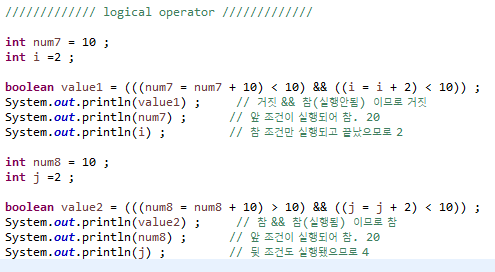 ///////////// logical operator /////////////
int num7 = 10 ;
int i =2 ;
boolean value1 = (((num7 = num7 + 10) < 10) && ((i = i + 2) < 10)) ;
System.out.println(value1) ; // 거짓 && 참(실행안됨) 이므로 거짓
System.out.println(num7) ; // 앞 조건이 실행되어 참. 20
System.out.println(i) ; // 참 조건만 실행되고 끝났으므로 2
int num8 = 10 ;
int j =2 ;
boolean value2 = (((num8 = num8 + 10) > 10) && ((j = j + 2) < 10)) ;
System.out.println(value2) ; // 참 && 참(실행됨) 이므로 참
System.out.println(num8) ; // 앞 조건이 실행되어 참. 20
System.out.println(j) ; // 뒷 조건도 실행됐으므로 4